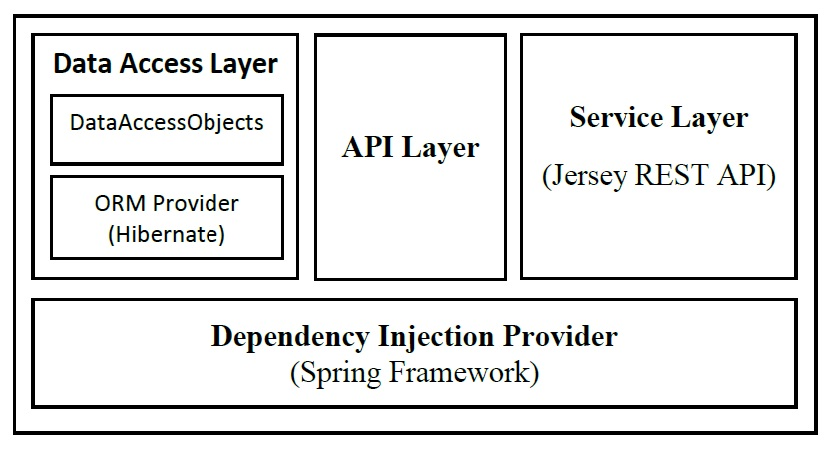 Data Access Layer
DataAccessObjects
ORM Provider
(Hibernate)
API Layer
Service Layer
(Jersey REST API)
Dependency Injection Provider
(Spring Framework)